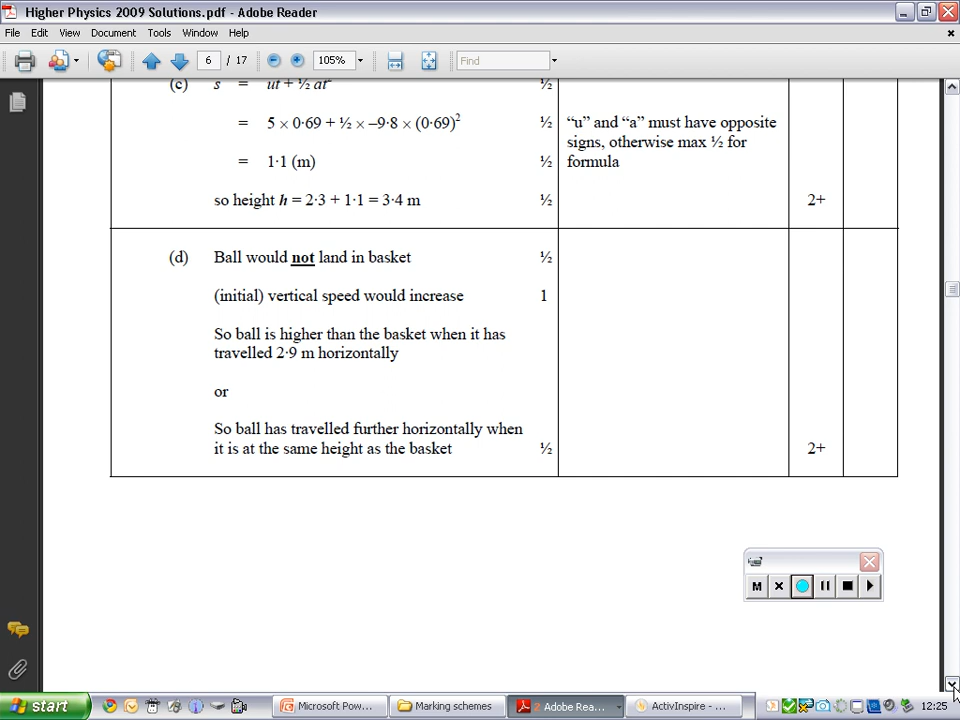 Higher Physics 2009 Solutions.pdf - Adobe Reader
File Edit View Document Tools Window Help
6 / 17 105% Find
(c) s = ut + ½ at² ½
= 5 × 0·69 + ½ × –9·8 × (0·69)² ½ "u" and "a" must have opposite
signs, otherwise max ½ for
= 1·1 (m) ½ formula
so height h = 2·3 + 1·1 = 3·4 m ½ 2+
(d) Ball would not land in basket ½
(initial) vertical speed would increase 1
So ball is higher than the basket when it has
travelled 2·9 m horizontally
or
So ball has travelled further horizontally when
it is at the same height as the basket ½ 2+
M
start Microsoft Pow... Marking schemes 2 Adobe Rea... ActivInspire - ... 12:25